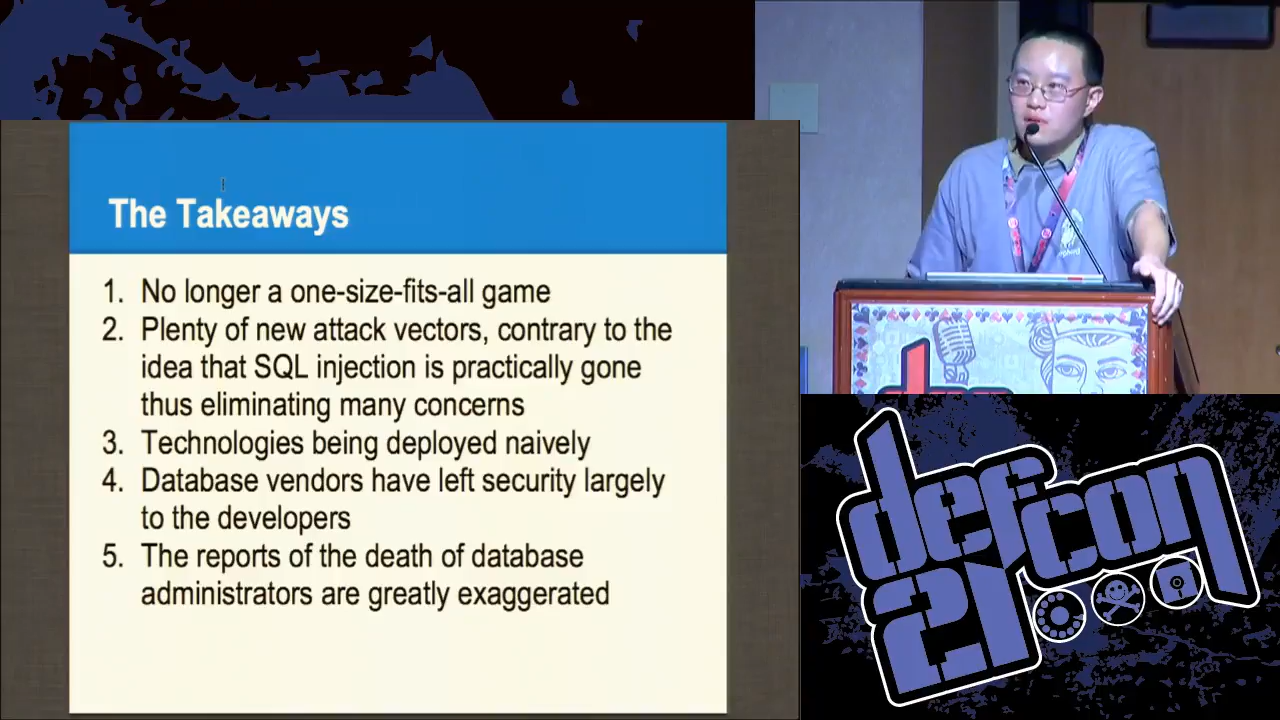 The Takeaways
1. No longer a one-size-fits-all game
2. Plenty of new attack vectors, contrary to the
idea that SQL injection is practically gone
thus eliminating many concerns
3. Technologies being deployed naively
4. Database vendors have left security largely
to the developers
5. The reports of the death of database
administrators are greatly exaggerated
defcon
21